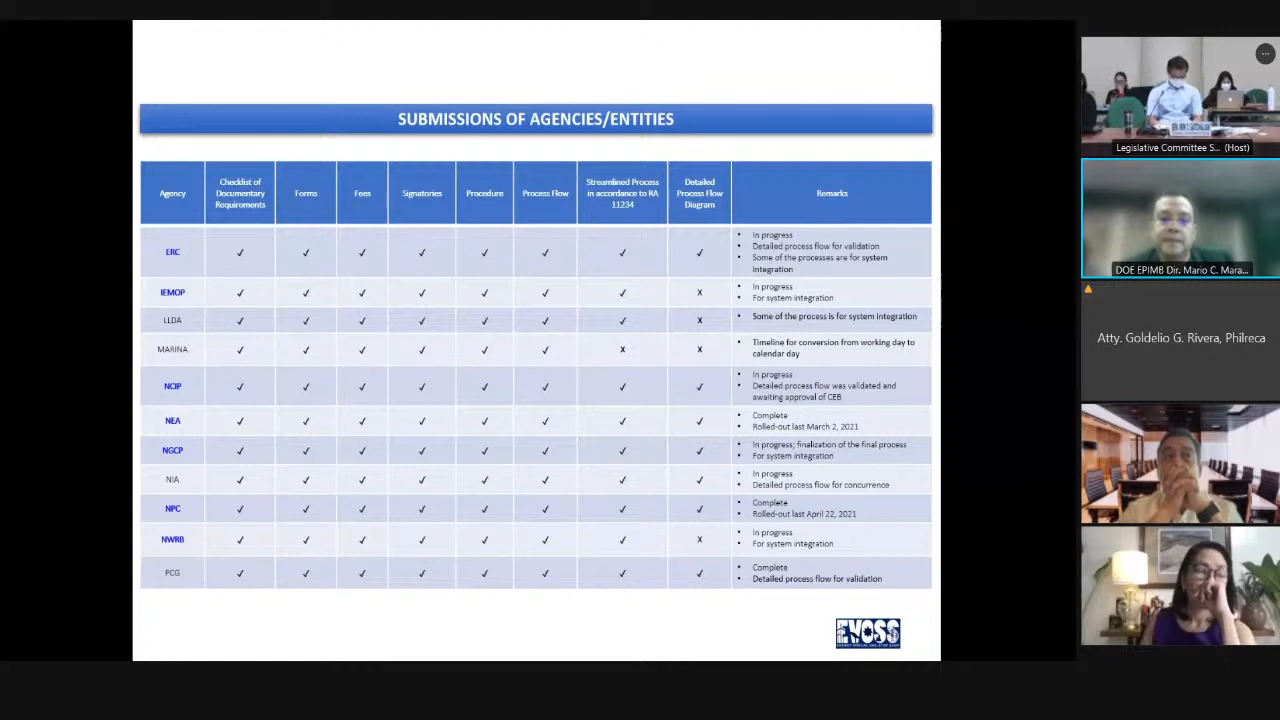 SUBMISSIONS OF AGENCIES/ENTITIES
Agency
Checklist of Documentary Requirements
Forms
Fees
Signatories
Procedure
Process Flow
Streamlined Process in accordance to RA 11234
Detailed Process Flow Diagram
Remarks
ERC ✓ ✓ ✓ ✓ ✓ ✓ ✓ ✓
• In progress
• Detailed process flow for validation
• Some of the processes are for system integration
IEMOP ✓ ✓ ✓ ✓ ✓ ✓ ✓ X
• In progress
• For system integration
LLDA ✓ ✓ ✓ ✓ ✓ ✓ ✓ X
• Some of the process is for system integration
MARINA ✓ ✓ ✓ ✓ ✓ ✓ X X
• Timeline for conversion from working day to calendar day
NCIP ✓ ✓ ✓ ✓ ✓ ✓ ✓ ✓
• In progress
• Detailed process flow was validated and awaiting approval of CEB
NEA ✓ ✓ ✓ ✓ ✓ ✓ ✓ ✓
• Complete
• Rolled-out last March 2, 2021
NGCP ✓ ✓ ✓ ✓ ✓ ✓ ✓ ✓
• In progress; finalization of the final process
• For system integration
NIA ✓ ✓ ✓ ✓ ✓ ✓ ✓ ✓
• In progress
• Detailed process flow for concurrence
NPC ✓ ✓ ✓ ✓ ✓ ✓ ✓ ✓
• Complete
• Rolled-out last April 22, 2021
NWRB ✓ ✓ ✓ ✓ ✓ ✓ ✓ X
• In progress
• For system integration
PCG ✓ ✓ ✓ ✓ ✓ ✓ ✓ ✓
• Complete
• Detailed process flow for validation
EVOSS
ENERGY VIRTUAL ONE STOP SHOP
Legislative Committee S... (Host)
DOE EPIMB Dir. Mario C. Mara...
Atty. Goldelio G. Rivera, Philreca